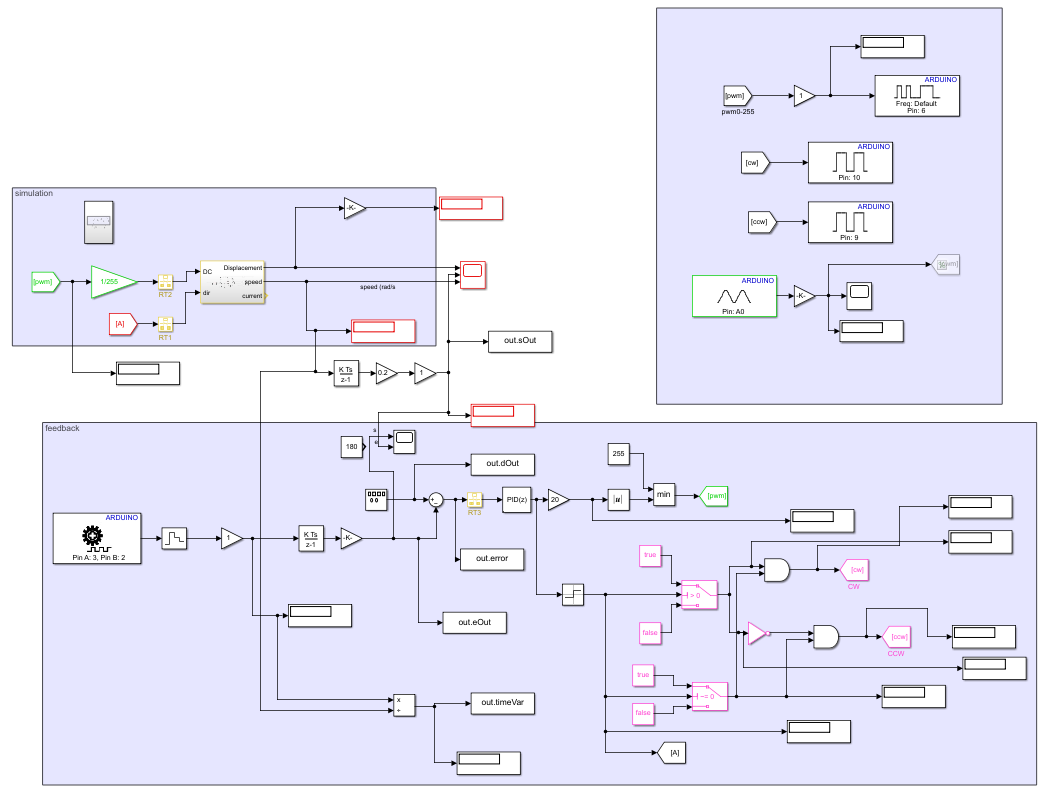 ARDUINO
[pwm]
pwm0-255
1
Freq: Default
Pin: 6
ARDUINO
[cw]
Pin: 10
ARDUINO
[ccw]
Pin: 9
ARDUINO
-K-
Pin: A0
simulation
-K-
[pwm]
1/255
RT2
DC
dir
Displacement
speed
current
speed (rad/s
[A]
RT1
out.sOut
K Ts
z-1
0.2
1
feedback
s
e
180
out.dOut
255
+
-
RT3
PID(z)
20
|u|
min
[pwm]
ARDUINO
Pin A: 3, Pin B: 2
1
K Ts
z-1
-K-
out.error
true
> 0
false
[cw]
CW
out.eOut
[ccw]
CCW
true
~= 0
false
x
÷
out.timeVar
[A]